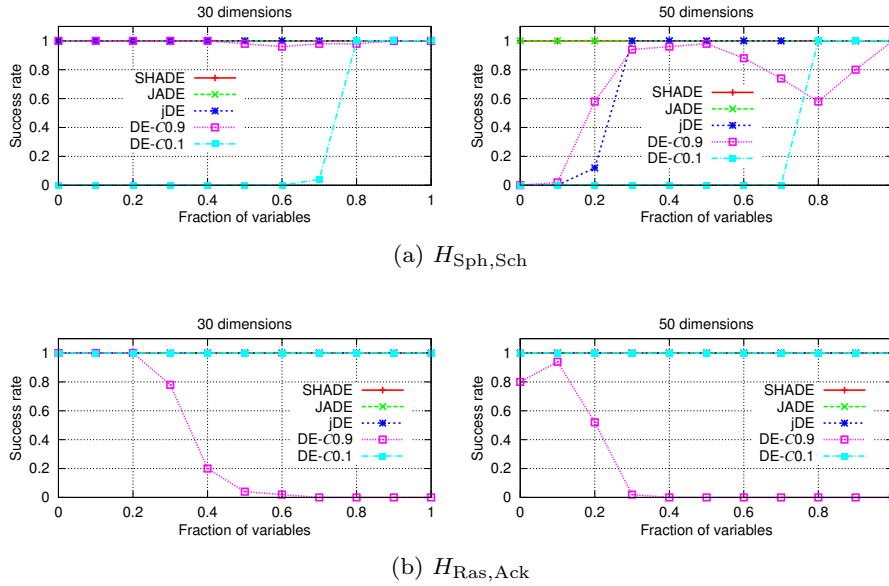 30 dimensions
1
0.8
0.6
0.4
0.2
0
Success rate
SHADE
JADE
jDE
DE-C0.9
DE-C0.1
0 0.2 0.4 0.6 0.8 1
Fraction of variables
50 dimensions
1
0.8
0.6
0.4
0.2
0
Success rate
SHADE
JADE
jDE
DE-C0.9
DE-C0.1
0 0.2 0.4 0.6 0.8
Fraction of variables
(a) H_Sph,Sch
30 dimensions
1
0.8
0.6
0.4
0.2
0
Success rate
SHADE
JADE
jDE
DE-C0.9
DE-C0.1
0 0.2 0.4 0.6 0.8 1
Fraction of variables
50 dimensions
1
0.8
0.6
0.4
0.2
0
Success rate
SHADE
JADE
jDE
DE-C0.9
DE-C0.1
0 0.2 0.4 0.6 0.8
Fraction of variables
(b) H_Ras,Ack